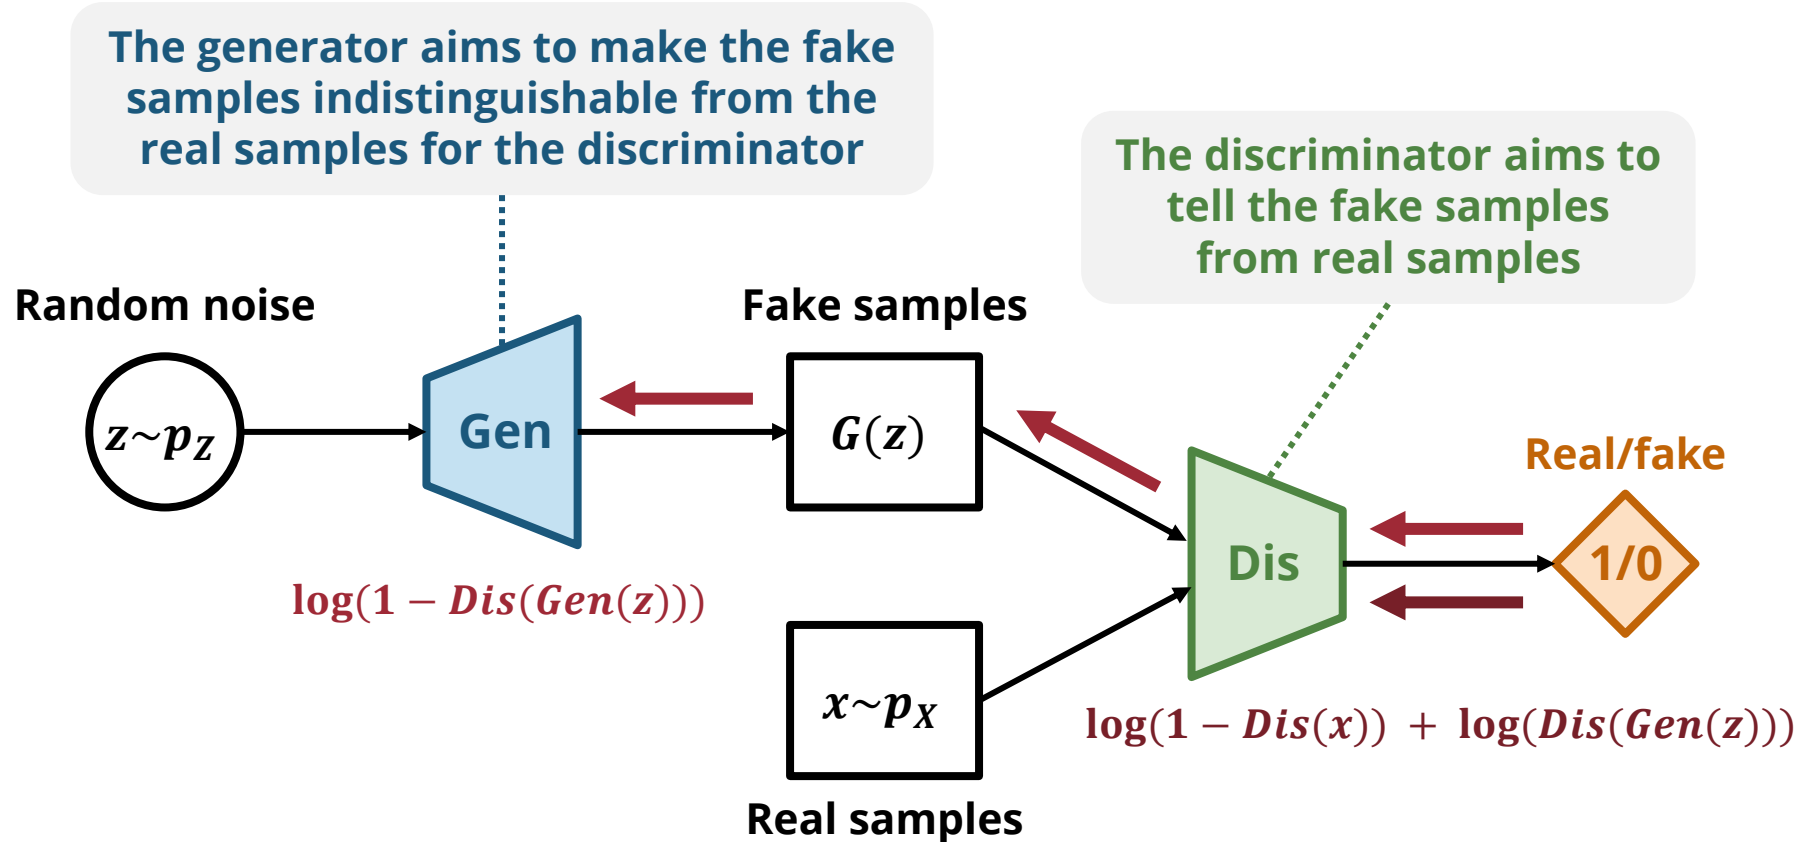 The generator aims to make the fake
samples indistinguishable from the
real samples for the discriminator
The discriminator aims to
tell the fake samples
from real samples
Random noise
Fake samples
z~p_Z
Gen
G(z)
Real/fake
Dis
1/0
log(1 − Dis(Gen(z)))
x~p_X
log(1 − Dis(x)) + log(Dis(Gen(z)))
Real samples